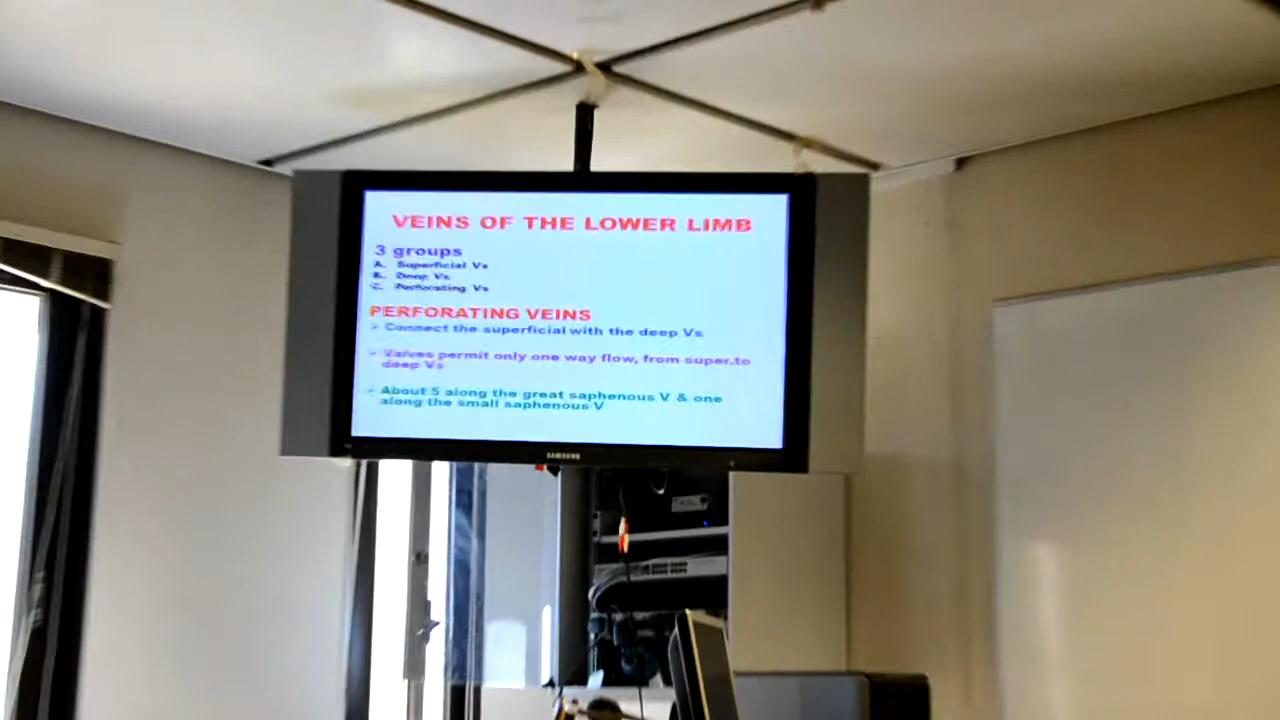 VEINS OF THE LOWER LIMB
3 groups
A. Superficial Vs
B. Deep Vs
C. Perforating Vs
PERFORATING VEINS
➢ Connect the superficial with the deep Vs
➢ Valves permit only one way flow, from super.to
deep Vs
➢ About 5 along the great saphenous V & one
along the small saphenous V
SAMSUNG